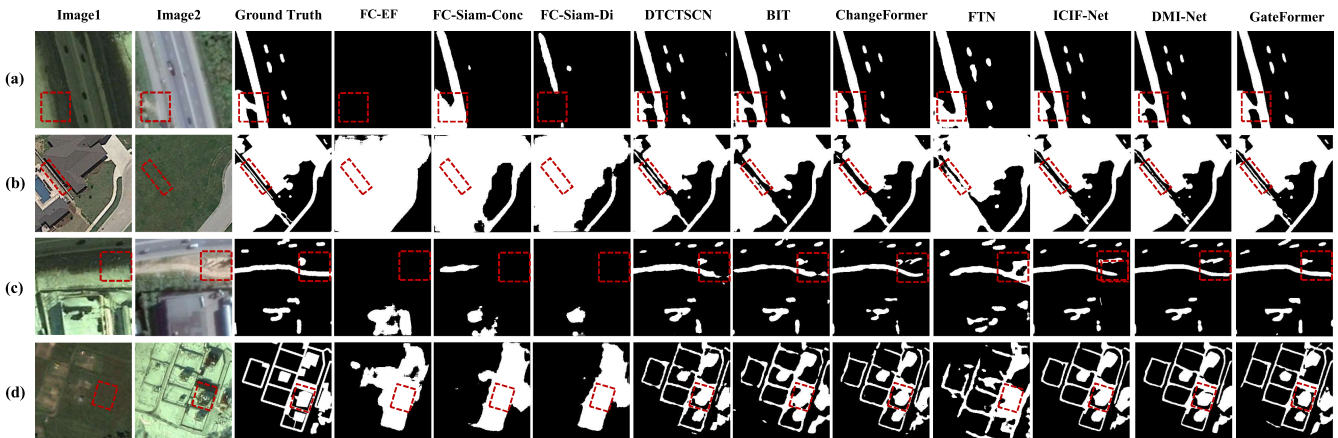 Image1 Image2 Ground Truth FC-EF FC-Siam-Conc FC-Siam-Di DTCTSCN BIT ChangeFormer FTN ICIF-Net DMI-Net GateFormer
(a)
(b)
(c)
(d)